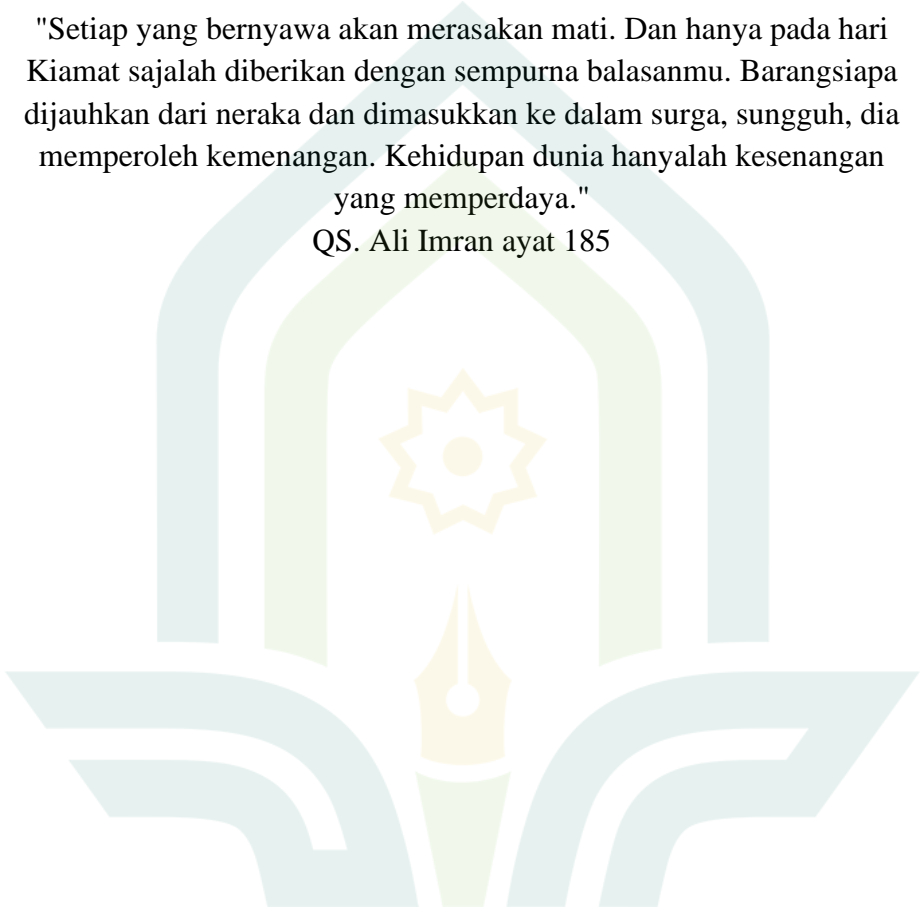 "Setiap yang bernyawa akan merasakan mati. Dan hanya pada hari
Kiamat sajalah diberikan dengan sempurna balasanmu. Barangsiapa
dijauhkan dari neraka dan dimasukkan ke dalam surga, sungguh, dia
memperoleh kemenangan. Kehidupan dunia hanyalah kesenangan
yang memperdaya."
QS. Ali Imran ayat 185